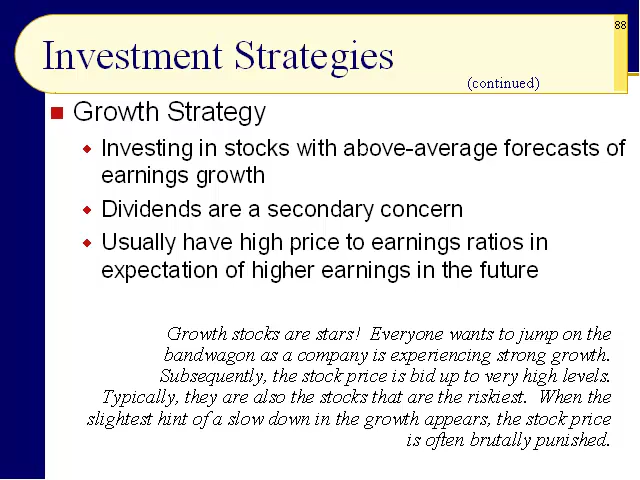 88
Investment Strategies
(continued)
Growth Strategy
Investing in stocks with above-average forecasts of
earnings growth
Dividends are a secondary concern
Usually have high price to earnings ratios in
expectation of higher earnings in the future
Growth stocks are stars! Everyone wants to jump on the
bandwagon as a company is experiencing strong growth.
Subsequently, the stock price is bid up to very high levels.
Typically, they are also the stocks that are the riskiest. When the
slightest hint of a slow down in the growth appears, the stock price
is often brutally punished.